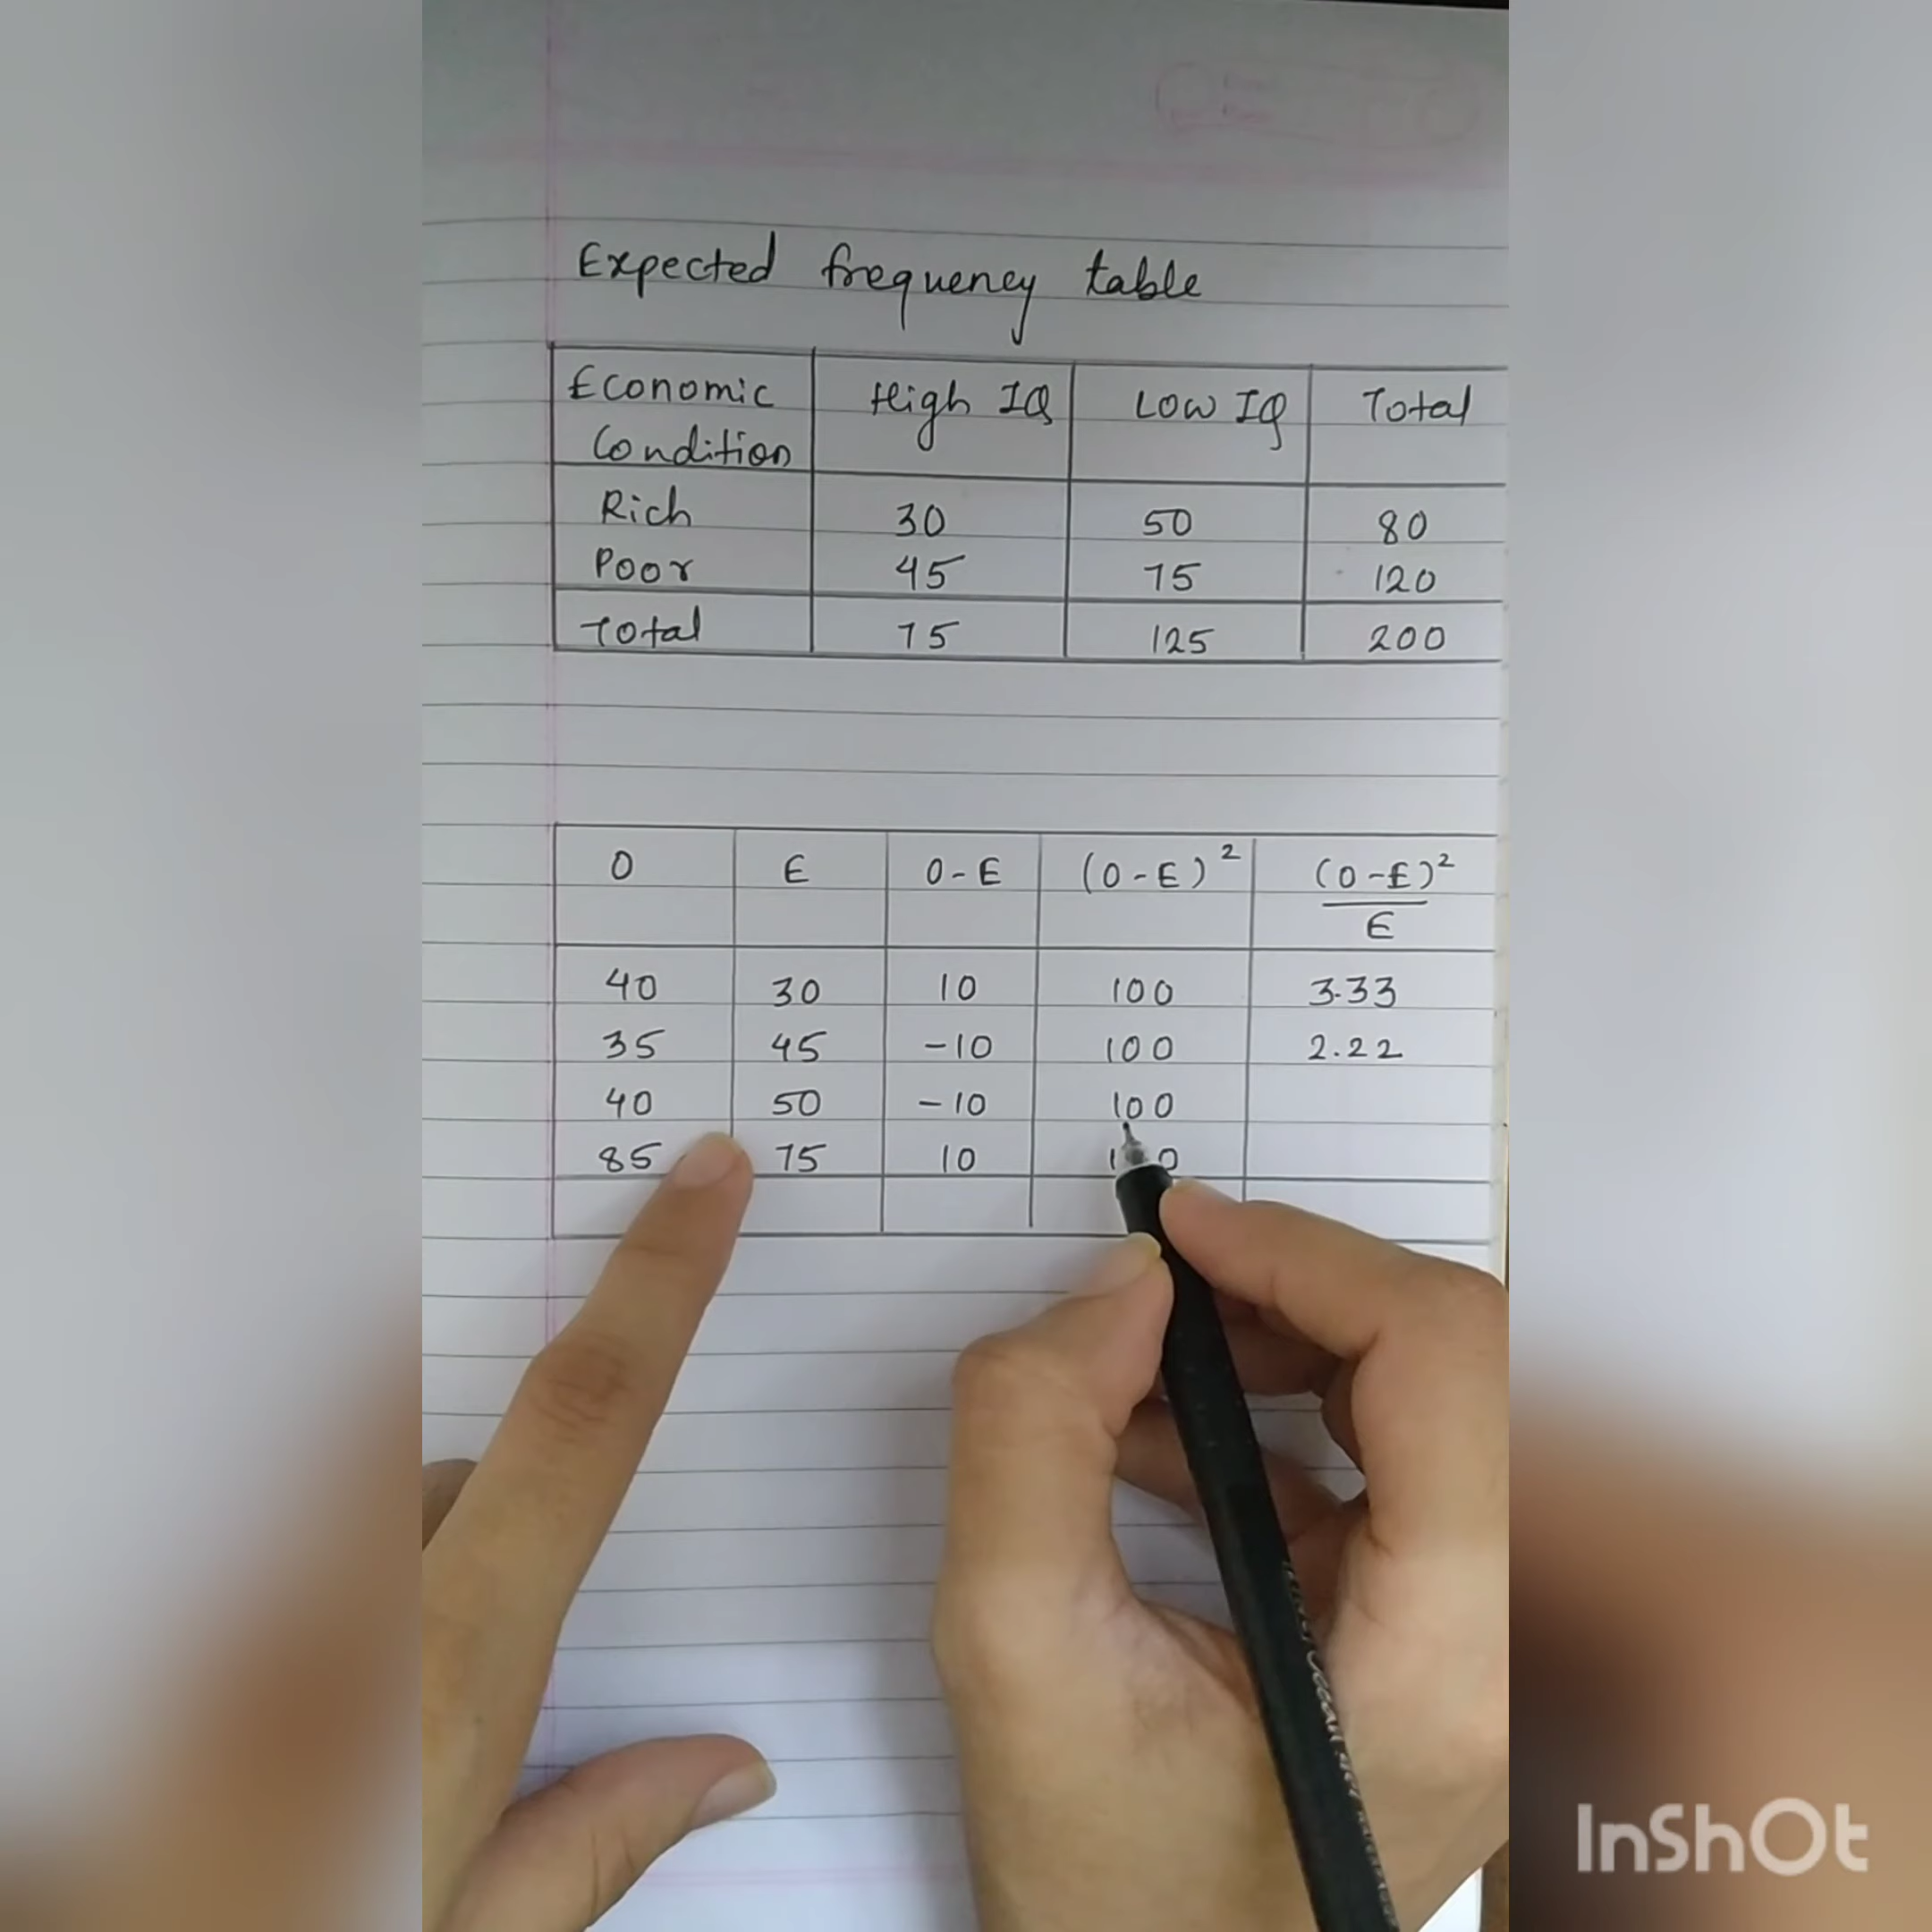 Expected frequency table
Economic Condition High IQ Low IQ Total
Rich 30 50 80
Poor 45 75 120
Total 75 125 200
O E O-E (O-E)² (O-E)²/E
40 30 10 100 3.33
35 45 -10 100 2.22
40 50 -10 100
85 75 10
InShOt